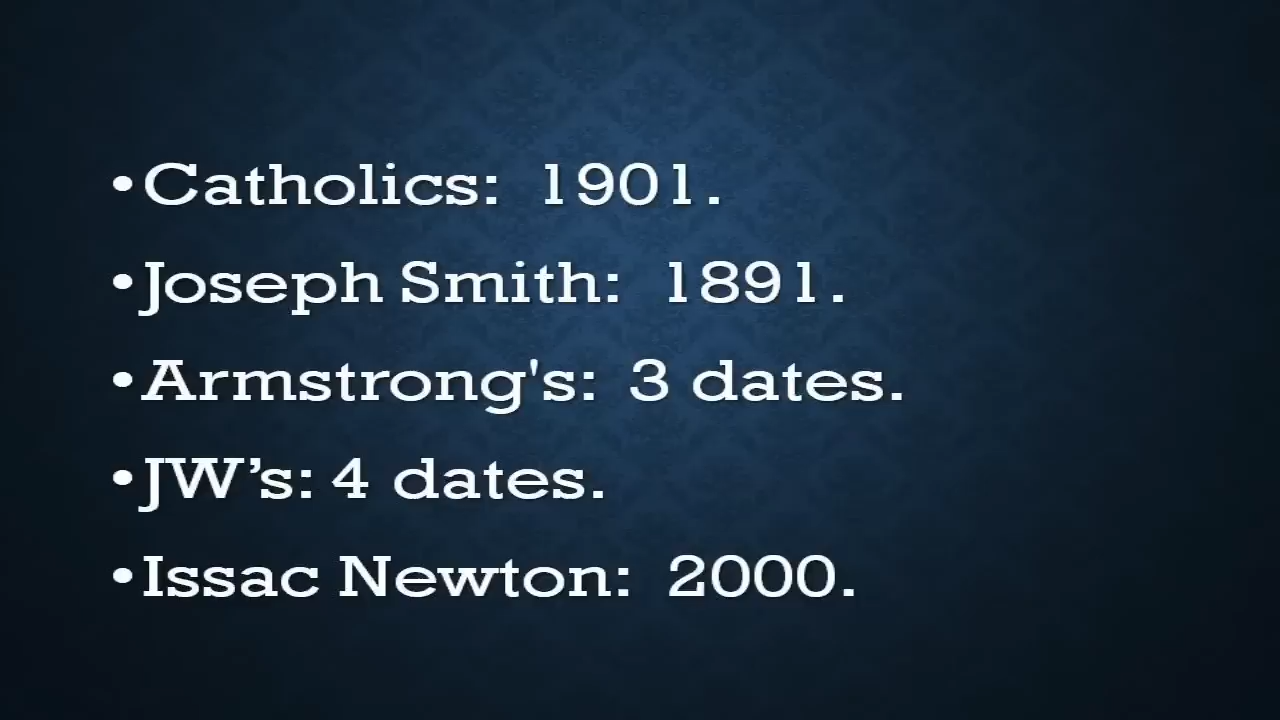 •Catholics: 1901.
•Joseph Smith: 1891.
•Armstrong's: 3 dates.
•JW’s: 4 dates.
•Issac Newton: 2000.